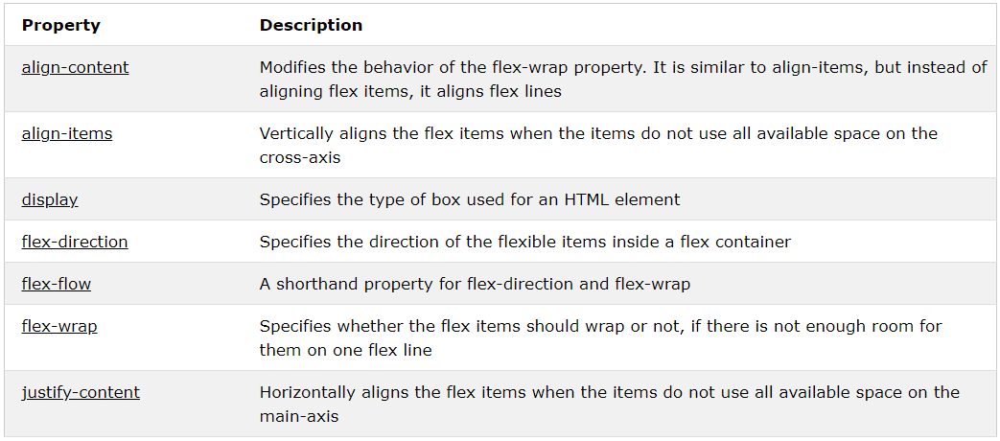 Property Description
align-content Modifies the behavior of the flex-wrap property. It is similar to align-items, but instead of
aligning flex items, it aligns flex lines
align-items Vertically aligns the flex items when the items do not use all available space on the
cross-axis
display Specifies the type of box used for an HTML element
flex-direction Specifies the direction of the flexible items inside a flex container
flex-flow A shorthand property for flex-direction and flex-wrap
flex-wrap Specifies whether the flex items should wrap or not, if there is not enough room for
them on one flex line
justify-content Horizontally aligns the flex items when the items do not use all available space on the
main-axis